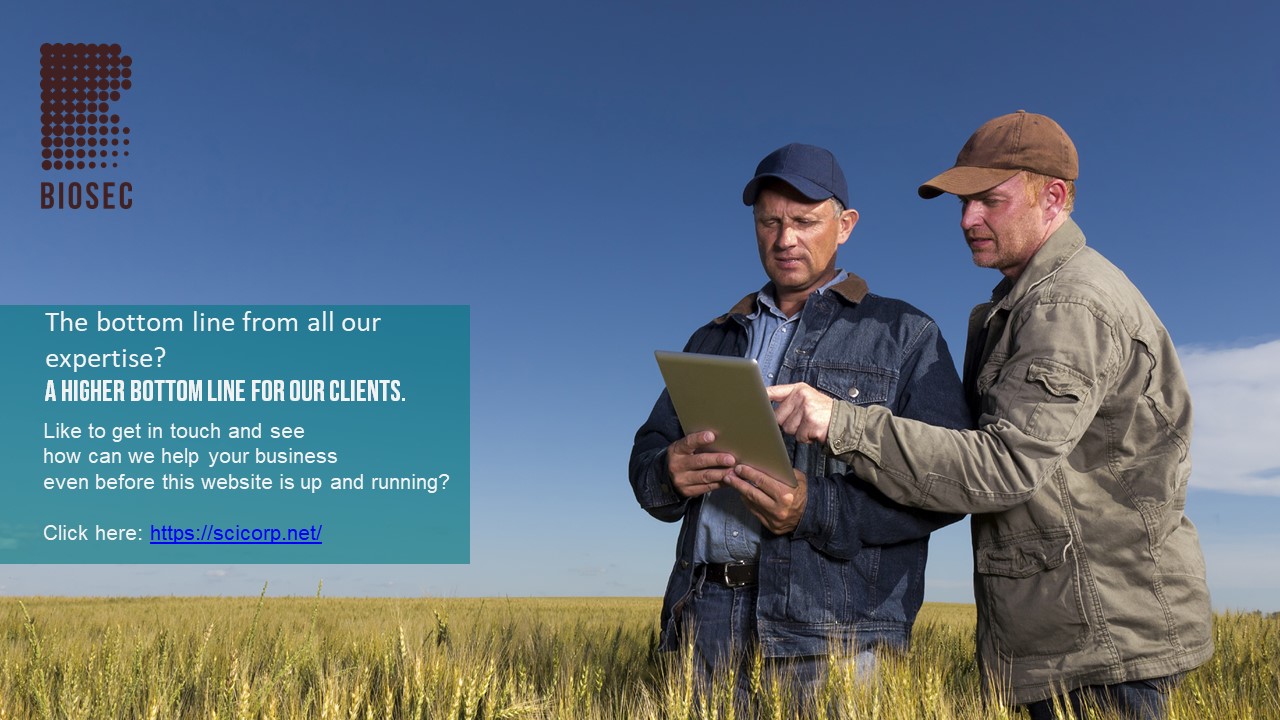 BIOSEC
The bottom line from all our
expertise?
A HIGHER BOTTOM LINE FOR OUR CLIENTS.
Like to get in touch and see
how can we help your business
even before this website is up and running?
Click here: https://scicorp.net/